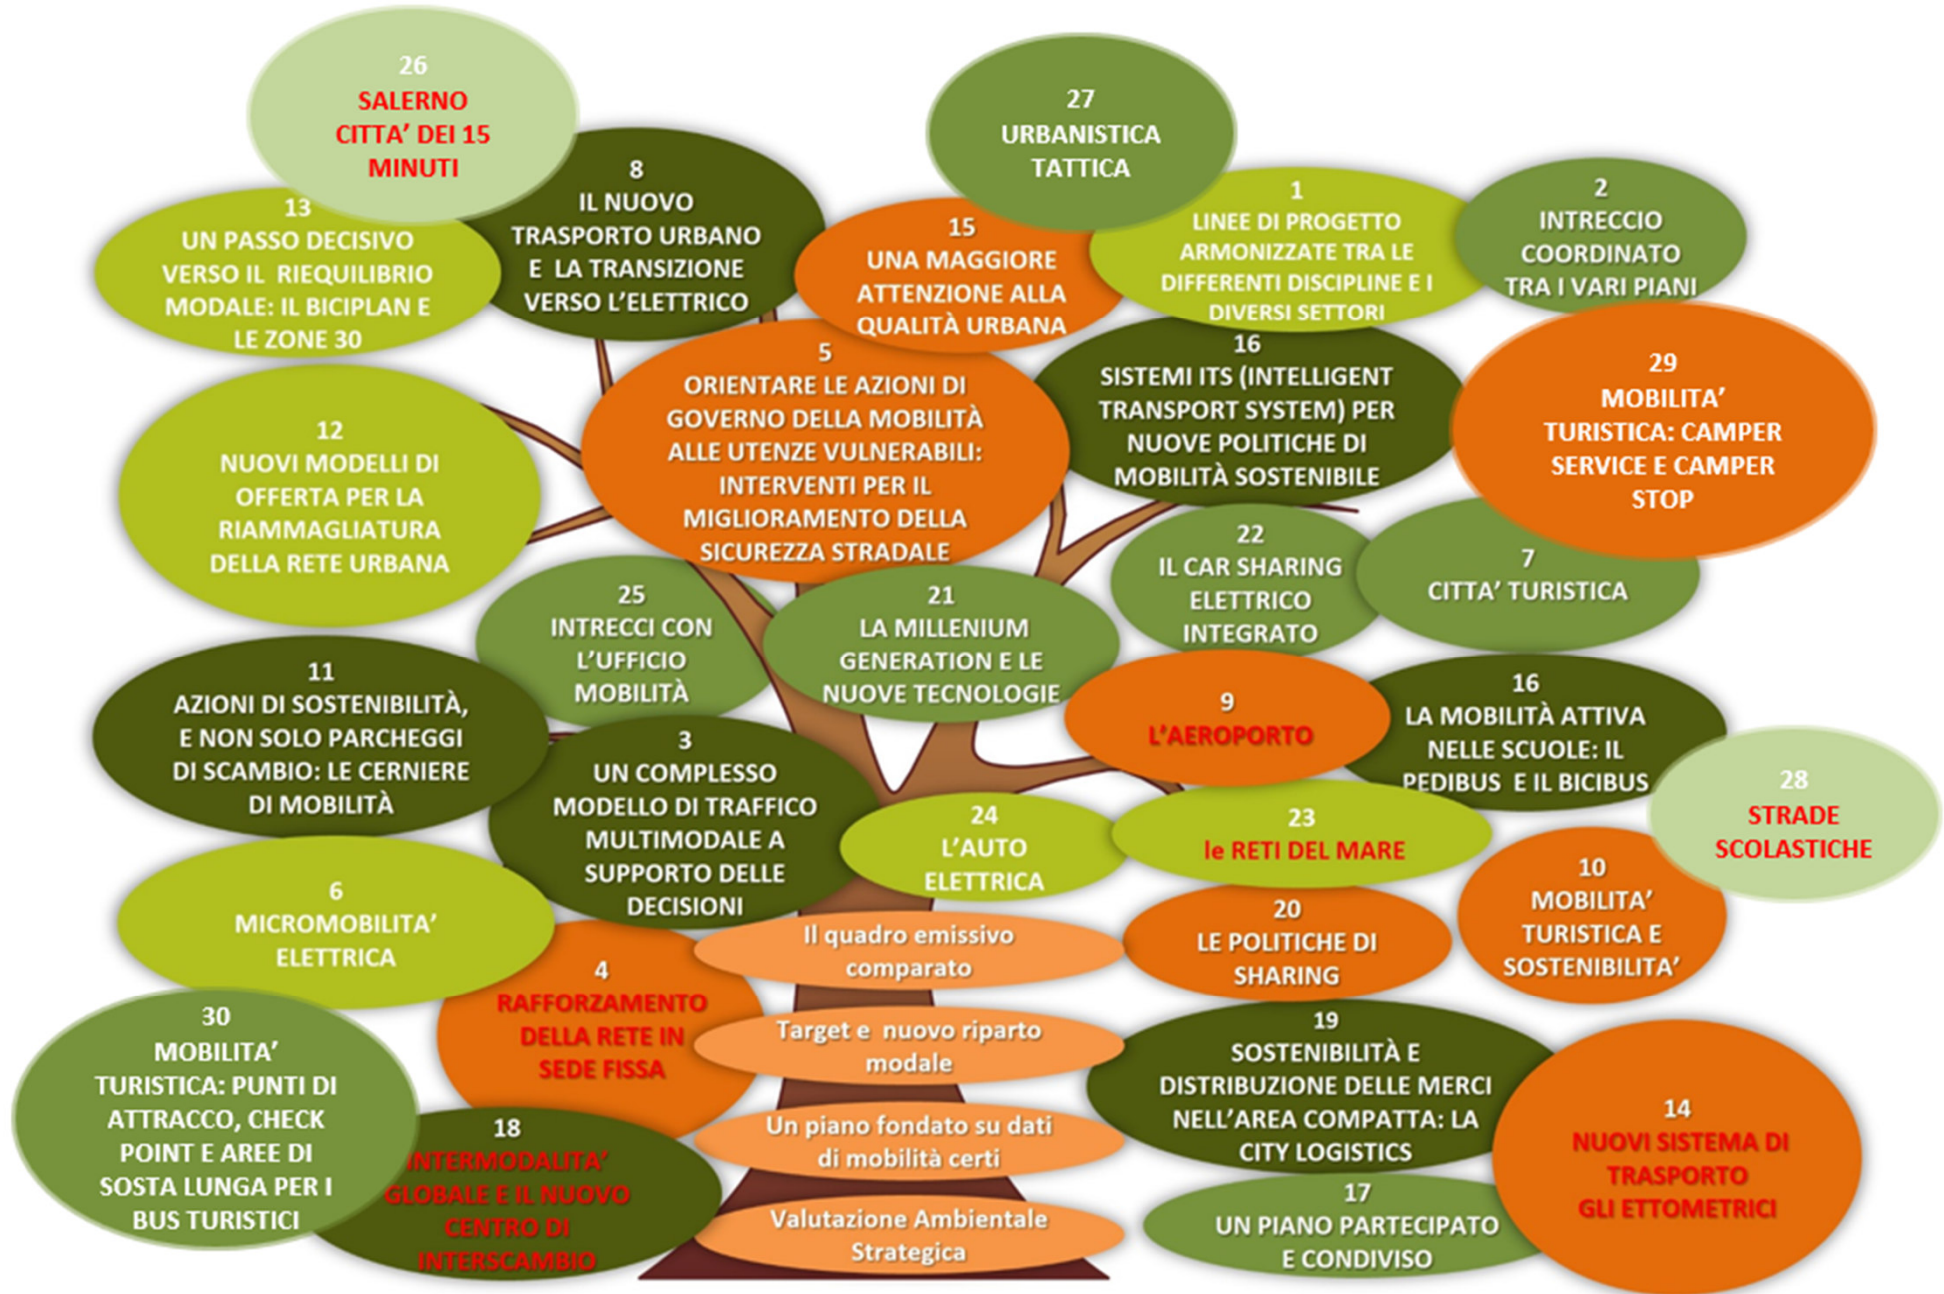 26
SALERNO
CITTA' DEI 15
MINUTI
27
URBANISTICA
TATTICA
8
IL NUOVO
TRASPORTO URBANO
E LA TRANSIZIONE
VERSO L'ELETTRICO
13
UN PASSO DECISIVO
VERSO IL RIEQUILIBRIO
MODALE: IL BICIPLAN E
LE ZONE 30
15
UNA MAGGIORE
ATTENZIONE ALLA
QUALITÀ URBANA
1
LINEE DI PROGETTO
ARMONIZZATE TRA LE
DIFFERENTI DISCIPLINE E I
DIVERSI SETTORI
2
INTRECCIO
COORDINATO
TRA I VARI PIANI
5
ORIENTARE LE AZIONI DI
GOVERNO DELLA MOBILITÀ
ALLE UTENZE VULNERABILI:
INTERVENTI PER IL
MIGLIORAMENTO DELLA
SICUREZZA STRADALE
16
SISTEMI ITS (INTELLIGENT
TRANSPORT SYSTEM) PER
NUOVE POLITICHE DI
MOBILITÀ SOSTENIBILE
29
MOBILITA'
TURISTICA: CAMPER
SERVICE E CAMPER
STOP
12
NUOVI MODELLI DI
OFFERTA PER LA
RIAMMAGLIATURA
DELLA RETE URBANA
22
IL CAR SHARING
ELETTRICO
INTEGRATO
7
CITTA' TURISTICA
25
INTRECCI CON
L'UFFICIO
MOBILITÀ
21
LA MILLENIUM
GENERATION E LE
NUOVE TECNOLOGIE
11
AZIONI DI SOSTENIBILITÀ,
E NON SOLO PARCHEGGI
DI SCAMBIO: LE CERNIERE
DI MOBILITÀ
9
L'AEROPORTO
16
LA MOBILITÀ ATTIVA
NELLE SCUOLE: IL
PEDIBUS E IL BICIBUS
3
UN COMPLESSO
MODELLO DI TRAFFICO
MULTIMODALE A
SUPPORTO DELLE
DECISIONI
28
STRADE
SCOLASTICHE
24
L'AUTO
ELETTRICA
23
le RETI DEL MARE
10
MOBILITA'
TURISTICA E
SOSTENIBILITA'
6
MICROMOBILITA'
ELETTRICA
20
LE POLITICHE DI
SHARING
Il quadro emissivo
comparato
4
RAFFORZAMENTO
DELLA RETE IN
SEDE FISSA
30
MOBILITA'
TURISTICA: PUNTI DI
ATTRACCO, CHECK
POINT E AREE DI
SOSTA LUNGA PER I
BUS TURISTICI
Target e nuovo riparto
modale
19
SOSTENIBILITÀ E
DISTRIBUZIONE DELLE MERCI
NELL'AREA COMPATTA: LA
CITY LOGISTICS
14
NUOVI SISTEMA DI
TRASPORTO
GLI ETTOMETRICI
18
INTERMODALITA'
GLOBALE E IL NUOVO
CENTRO DI
INTERSCAMBIO
Un piano fondato su dati
di mobilità certi
17
UN PIANO PARTECIPATO
E CONDIVISO
Valutazione Ambientale
Strategica